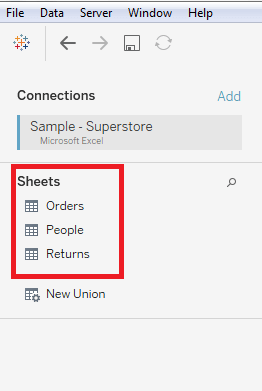 File Data Server Window Help
Connections Add
Sample - Superstore
Microsoft Excel
Sheets
Orders
People
Returns
New Union